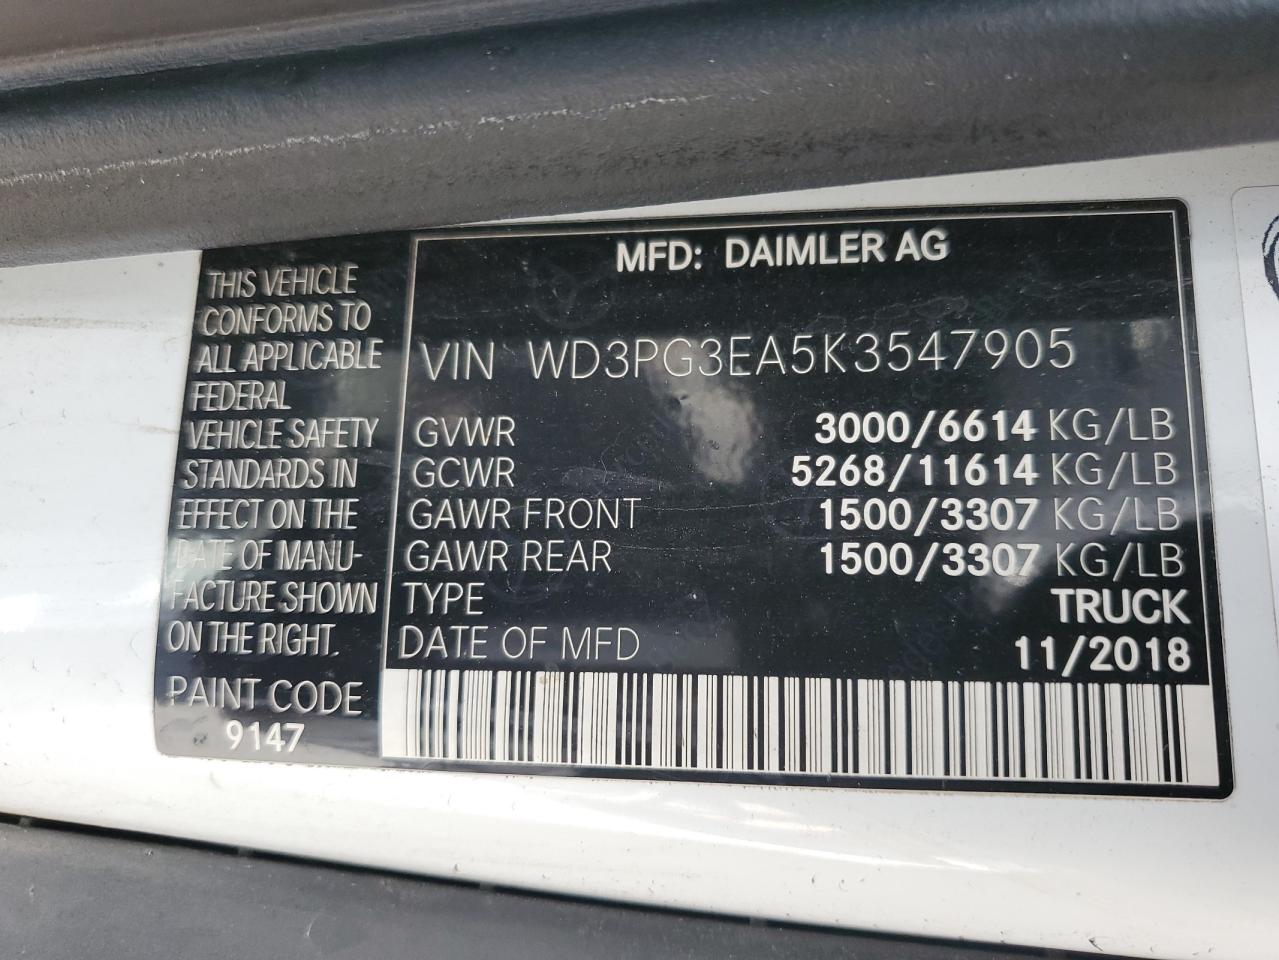 THIS VEHICLE
CONFORMS TO
ALL APPLICABLE
FEDERAL
VEHICLE SAFETY
STANDARDS IN
EFFECT ON THE
DATE OF MANU-
FACTURE SHOWN
ON THE RIGHT.
PAINT CODE
9147
MFD: DAIMLER AG
VIN WD3PG3EA5K3547905
GVWR 3000/6614 KG/LB
GCWR 5268/11614 KG/LB
GAWR FRONT 1500/3307 KG/LB
GAWR REAR 1500/3307 KG/LB
TYPE TRUCK
DATE OF MFD 11/2018